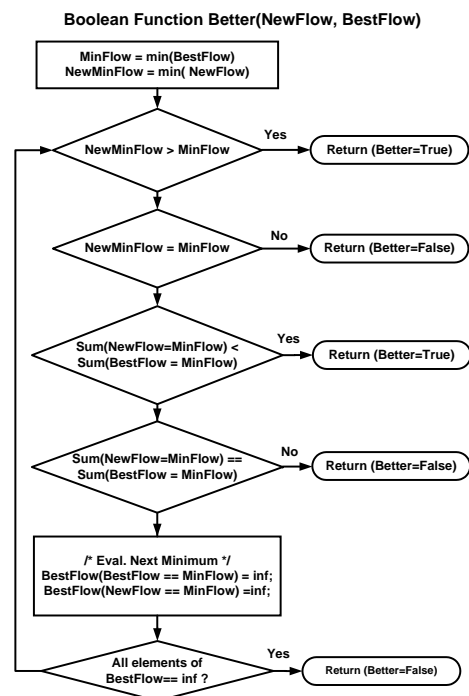 Boolean Function Better(NewFlow, BestFlow)
MinFlow = min(BestFlow)
NewMinFlow = min( NewFlow)
NewMinFlow > MinFlow
Yes
Return (Better=True)
NewMinFlow = MinFlow
No
Return (Better=False)
Sum(NewFlow=MinFlow) <
Sum(BestFlow = MinFlow)
Yes
Return (Better=True)
Sum(NewFlow=MinFlow) ==
Sum(BestFlow = MinFlow)
No
Return (Better=False)
/* Eval. Next Minimum */
BestFlow(BestFlow == MinFlow) = inf;
BestFlow(NewFlow == MinFlow) =inf;
All elements of
BestFlow== inf ?
Yes
Return (Better=False)